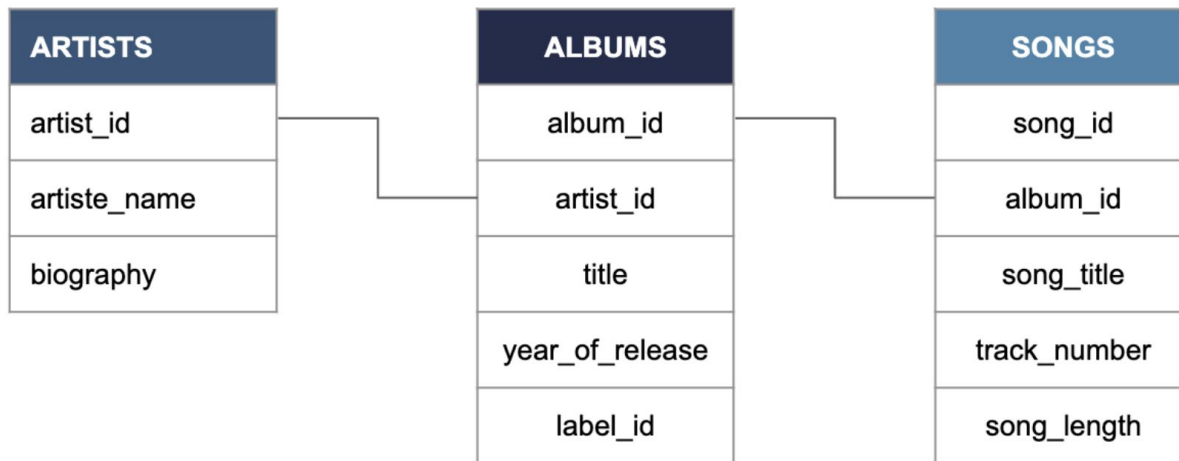 ARTISTS
artist_id
artiste_name
biography
ALBUMS
album_id
artist_id
title
year_of_release
label_id
SONGS
song_id
album_id
song_title
track_number
song_length